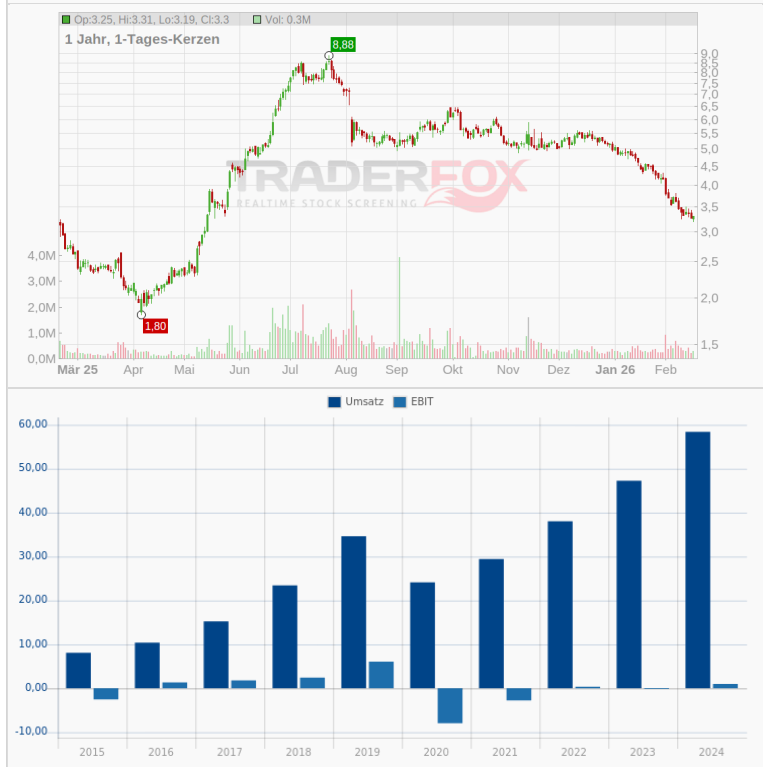 Op:3.25, Hi:3.31, Lo:3.19, Cl:3.3 Vol: 0.3M
1 Jahr, 1-Tages-Kerzen
8,88
9.0
8.5
8.0
7.5
7.0
6.5
6,0
5.5
5,0
4.5
4,0
3.5
3,0
2.5
2,0
1.5
TRADERFOX
REALTIME STOCK SCREENING
4,0M
3,0M
2,0M
1,0M
0,0M
1,80
Mär 25 Apr Mai Jun Jul Aug Sep Okt Nov Dez Jan 26 Feb
Umsatz EBIT
60,00
50,00
40,00
30,00
20,00
10,00
0,00
-10,00
2015 2016 2017 2018 2019 2020 2021 2022 2023 2024